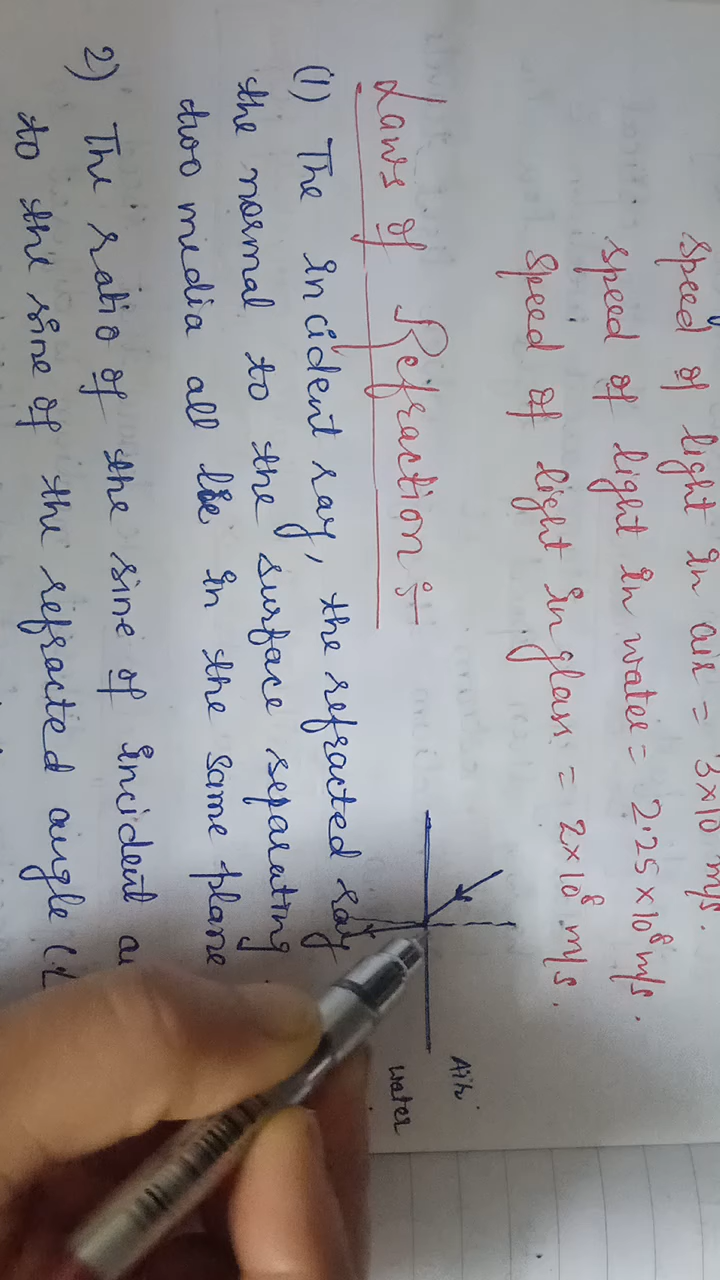 speed of light in air = 3×10 m/s.
speed of light in water = 2.25×10⁸ m/s.
speed of light in glass = 2×10⁸ m/s.
Laws of Refraction :-
Air
water
(1) The incident ray, the refracted ray
the normal to the surface separating
two media all lie in the same plane
2) The ratio of the sine of incident
to the sine of the refracted angle